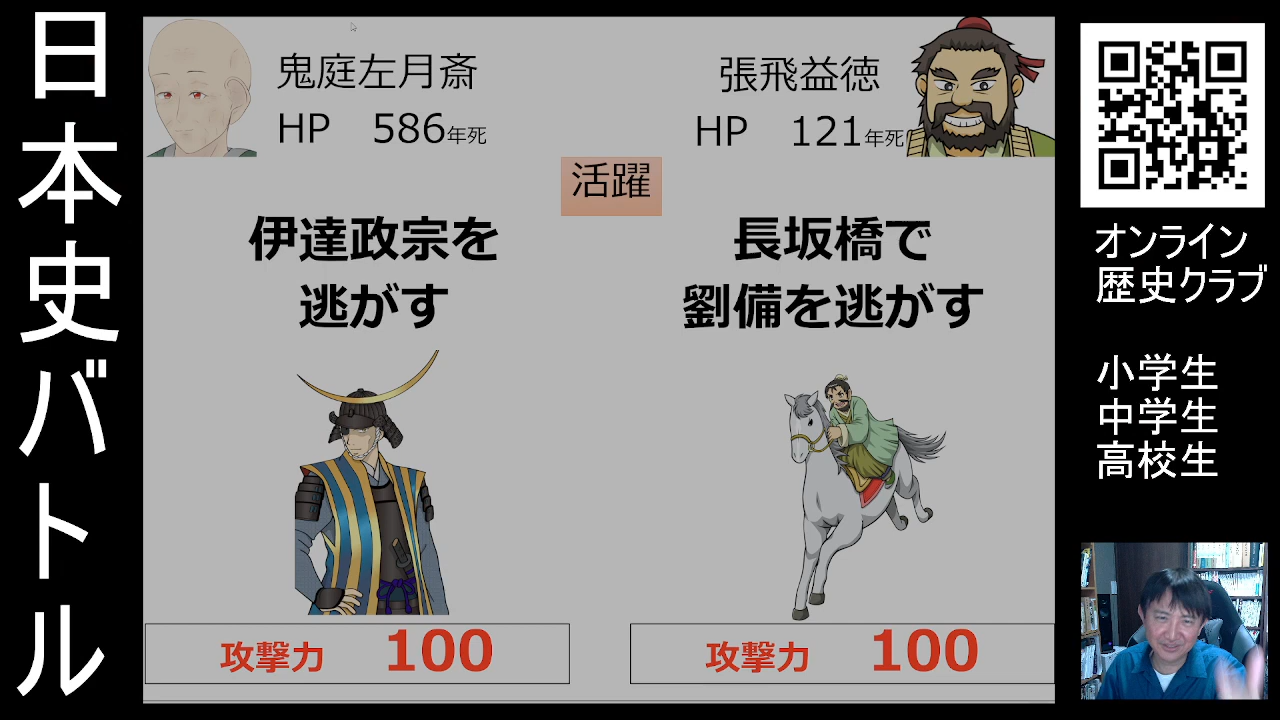 日本史バトル
鬼庭左月斎
HP 586年死
張飛益徳
HP 121年死
活躍
伊達政宗を
逃がす
長坂橋で
劉備を逃がす
攻撃力 100
攻撃力 100
オンライン
歴史クラブ
小学生
中学生
高校生